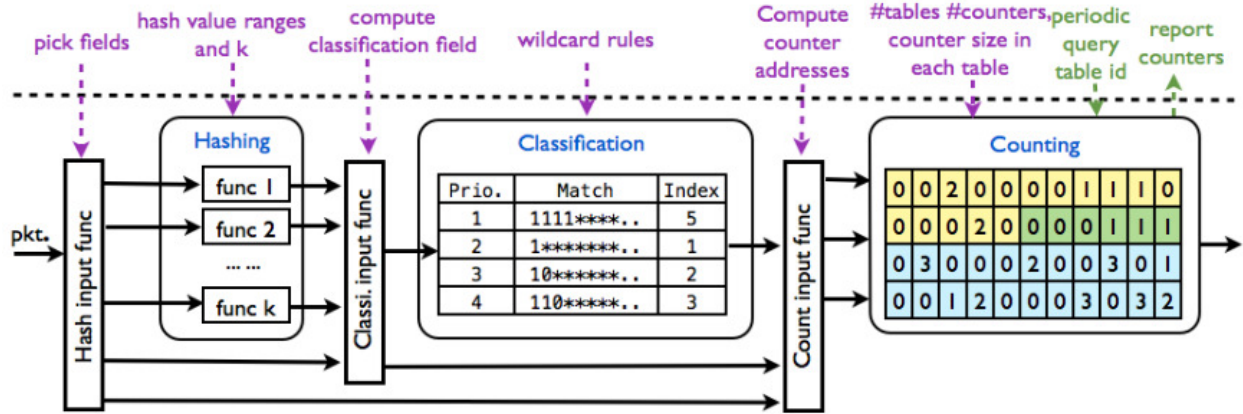 pick fields
hash value ranges
and k
compute
classification field
wildcard rules
Compute
counter
addresses
#tables #counters,
counter size in
each table
periodic
query
table id
report
counters
pkt.
Hash input func
Hashing
func 1
func 2
... ...
func k
Classi. input func
Classification
Prio. Match Index
1 1111****.. 5
2 1*******.. 1
3 10******.. 2
4 110*****.. 3
Count input func
Counting
0 0 2 0 0 0 0 1 1 1 0
0 0 0 2 0 0 0 0 1 1 1
0 3 0 0 0 2 0 0 3 0 1
0 0 1 2 0 0 0 3 0 3 2